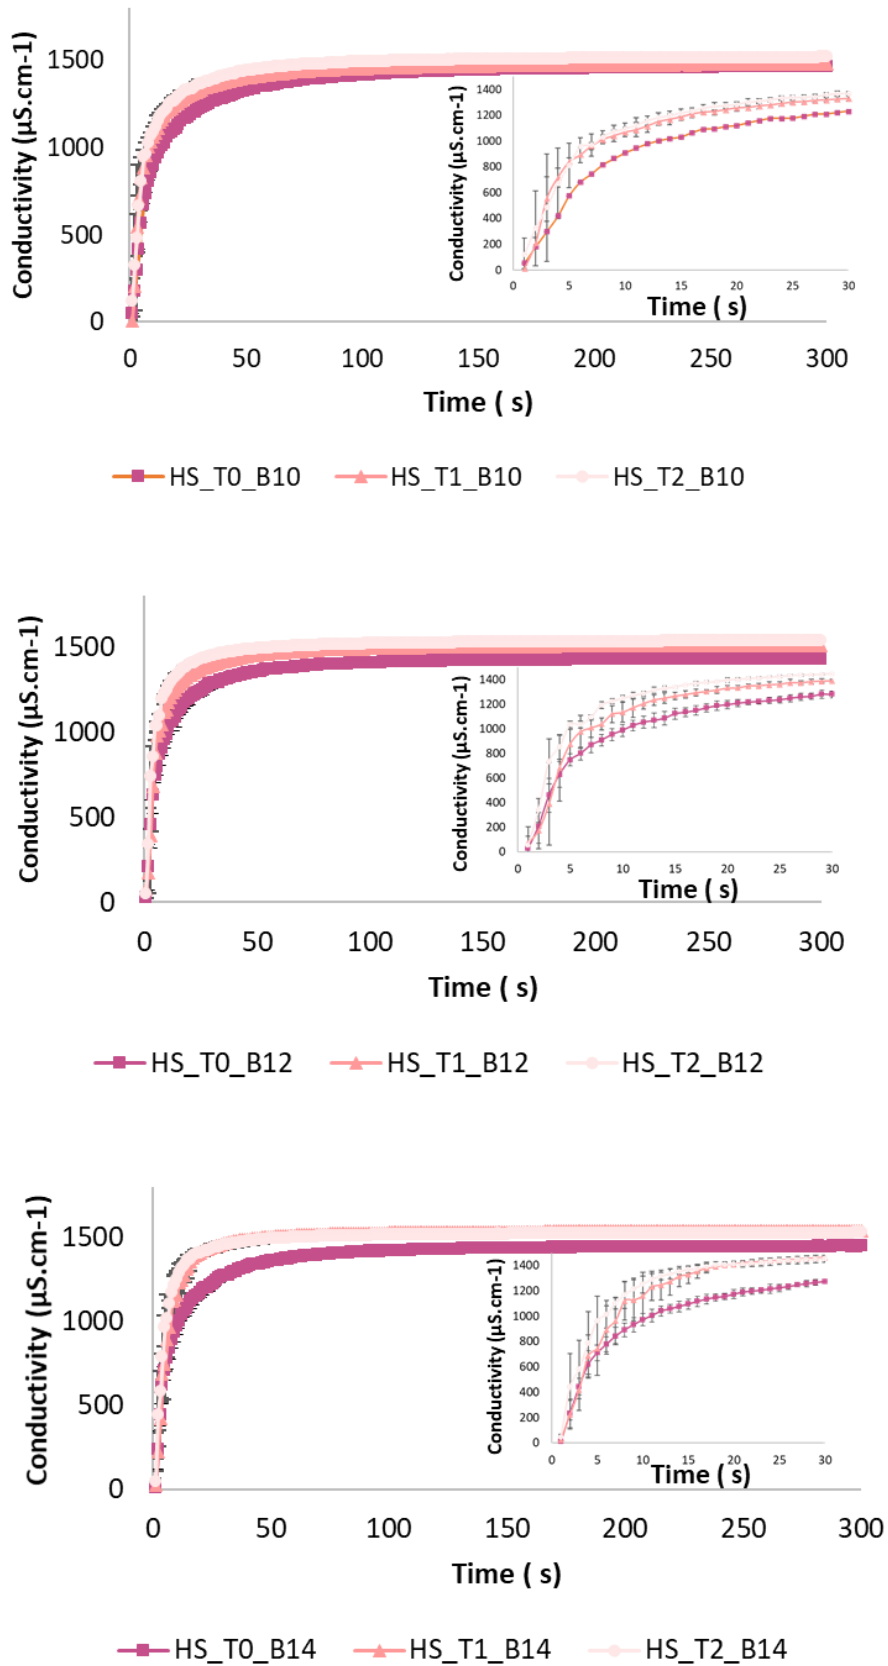 Conductivity (µS.cm-1)
1500
1000
500
0
0 50 100 150 200 250 300
Time ( s)
Conductivity (µS.cm-1)
1400
1200
1000
800
600
400
200
0
0 5 10 15 20 25 30
Time ( s)
HS_T0_B10 HS_T1_B10 HS_T2_B10
Conductivity (µS.cm-1)
1500
1000
500
0
0 50 100 150 200 250 300
Time ( s)
Conductivity (µS.cm-1)
1400
1200
1000
800
600
400
200
0
0 5 10 15 20 25 30
Time ( s)
HS_T0_B12 HS_T1_B12 HS_T2_B12
Conductivity (µS.cm-1)
1500
1000
500
0
0 50 100 150 200 250 300
Time ( s)
Conductivity (µS.cm-1)
1400
1200
1000
800
600
400
200
0
0 5 10 15 20 25 30
Time ( s)
HS_T0_B14 HS_T1_B14 HS_T2_B14